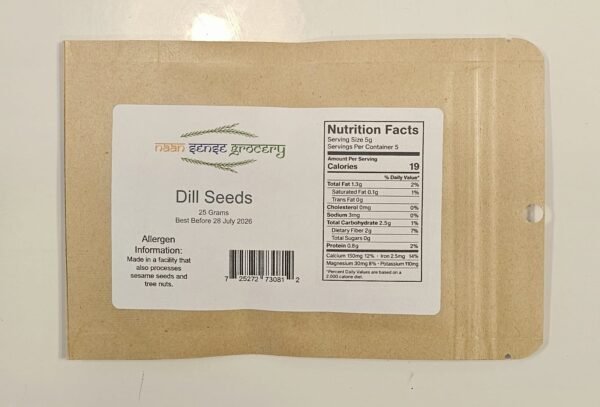 naan sense grocery
Dill Seeds
25 Grams
Best Before 28 July 2026
Allergen
Information:
Made in a facility that
also processes
sesame seeds and
tree nuts.
7 25272 73081 2
Nutrition Facts
Serving Size 5g
Servings Per Container 5
Amount Per Serving
Calories 19
% Daily Value*
Total Fat 1.3g 2%
Saturated Fat 0.1g 1%
Trans Fat 0g
Cholesterol 0mg 0%
Sodium 3mg 0%
Total Carbohydrate 2.5g 1%
Dietary Fiber 2g 7%
Total Sugars 0g
Protein 0.8g 2%
Calcium 150mg 12% · Iron 2.5mg 14%
Magnesium 30mg 8% · Potassium 110mg
*Percent Daily Values are based on a
2,000 calorie diet.